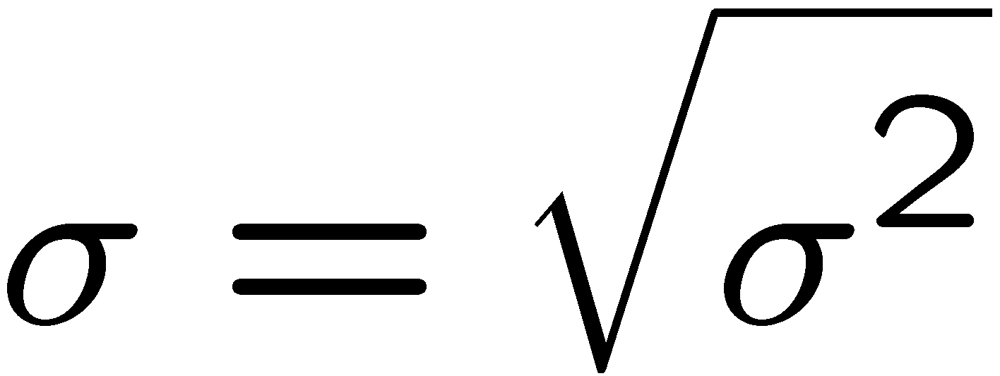 σ = √σ²